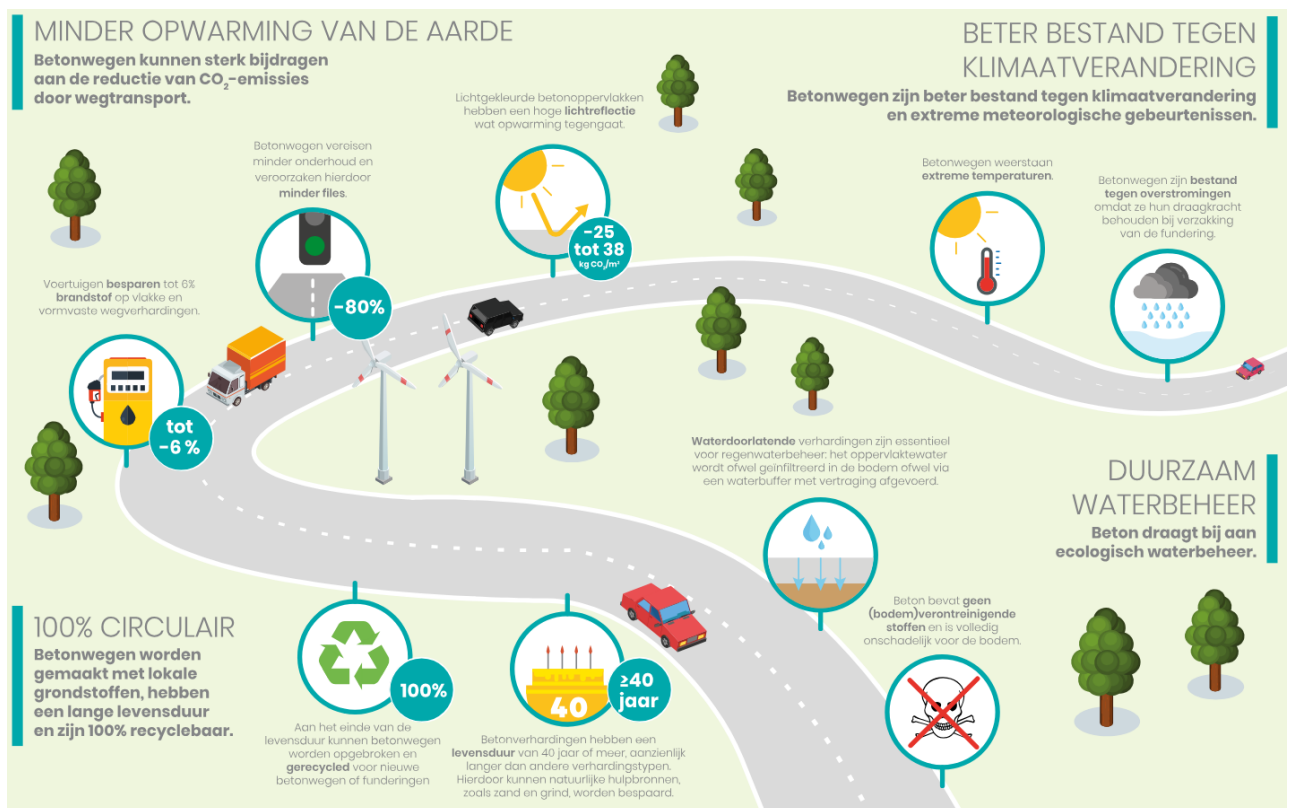 MINDER OPWARMING VAN DE AARDE
Betonwegen kunnen sterk bijdragen
aan de reductie van CO₂-emissies
door wegtransport.
BETER BESTAND TEGEN
KLIMAATVERANDERING
Betonwegen zijn beter bestand tegen klimaatverandering
en extreme meteorologische gebeurtenissen.
Lichtgekleurde betonoppervlakken
hebben een hoge lichtreflectie
wat opwarming tegengaat.
-25
tot 38
kg CO₂/m²
Betonwegen vereisen
minder onderhoud en
veroorzaken hierdoor
minder files.
-80%
Voertuigen besparen tot 6%
brandstof op vlakke en
vormvaste wegverhardingen.
tot
-6 %
Betonwegen weerstaan
extreme temperaturen.
Betonwegen zijn bestand
tegen overstromingen
omdat ze hun draagkracht
behouden bij verzakking
van de fundering.
Waterdoorlatende verhardingen zijn essentieel
voor regenwaterbeheer: het oppervlaktewater
wordt ofwel geïnfiltreerd in de bodem ofwel via
een waterbuffer met vertraging afgevoerd.
DUURZAAM
WATERBEHEER
Beton draagt bij aan
ecologisch waterbeheer.
Beton bevat geen
(bodem)verontreinigende
stoffen en is volledig
onschadelijk voor de bodem.
100% CIRCULAIR
Betonwegen worden
gemaakt met lokale
grondstoffen, hebben
een lange levensduur
en zijn 100% recyclebaar.
100%
Aan het einde van de
levensduur kunnen betonwegen
worden opgebroken en
gerecycled voor nieuwe
betonwegen of funderingen
40
≥40
jaar
Betonverhardingen hebben een
levensduur van 40 jaar of meer, aanzienlijk
langer dan andere verhardingstypen.
Hierdoor kunnen natuurlijke hulpbronnen,
zoals zand en grind, worden bespaard.